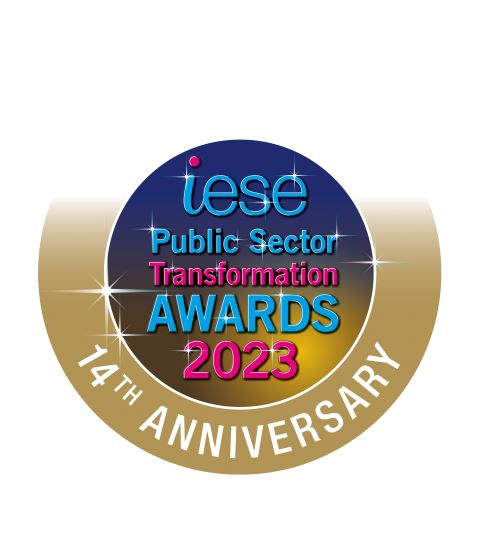 iese
Public Sector
Transformation
AWARDS
2023
14TH ANNIVERSARY